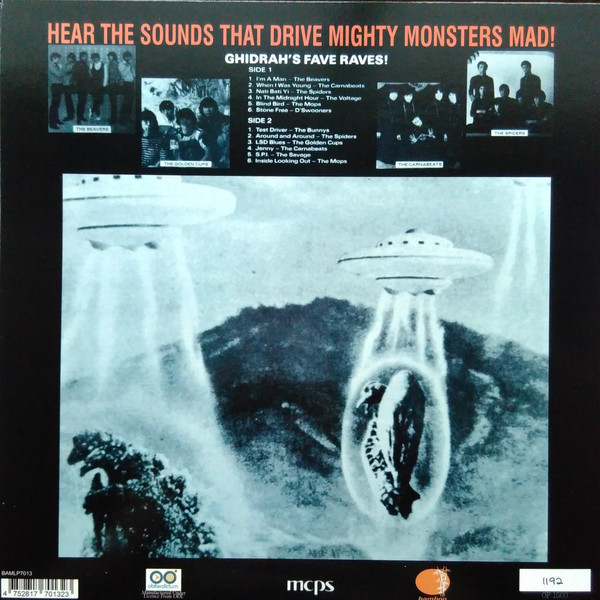 HEAR THE SOUNDS THAT DRIVE MIGHTY MONSTERS MAD!
GHIDRAH'S FAVE RAVES!
SIDE 1
1. I'm A Man – The Beavers
2. When I Was Young – The Carnabeats
3. Nati Bati Yi – The Spiders
4. In The Midnight Hour – The Voltage
5. Blind Bird – The Mops
6. Stone Free – D'Swooners
SIDE 2
1. Test Driver – The Bunnys
2. Around and Around – The Spiders
3. LSD Blues – The Golden Cups
4. Jenny – The Carnabeats
5. S.P.I. – The Savage
6. Inside Looking Out – The Mops
THE BEAVERS
THE GOLDEN CUPS
THE CARNABEATS
THE SPIDERS
BAMLP7013
4 752817 701323
Manufactured Under
mcps
bamboo
1192